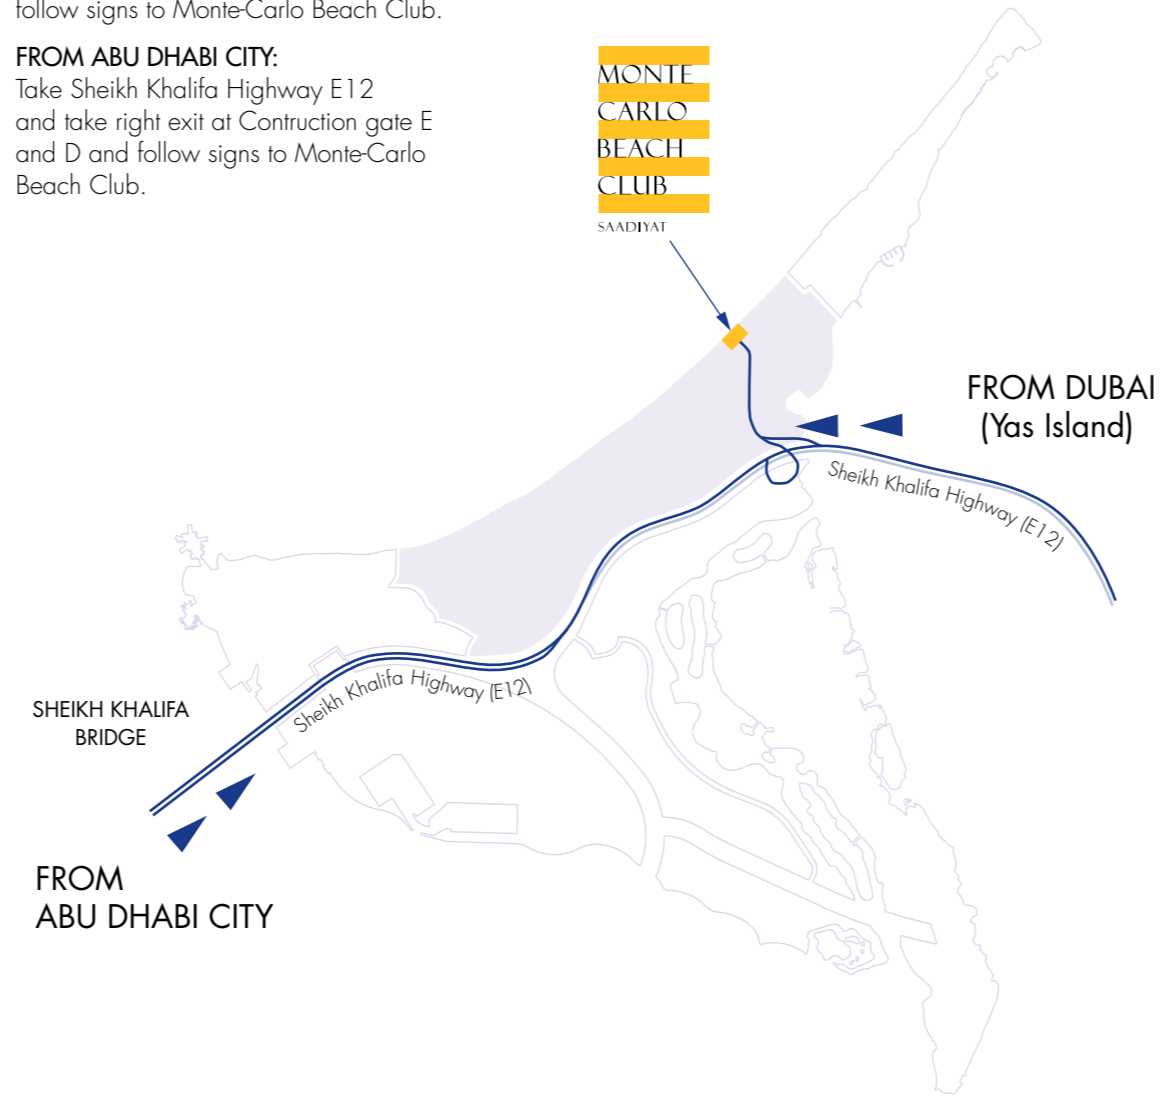 follow signs to Monte-Carlo Beach Club.
FROM ABU DHABI CITY:
Take Sheikh Khalifa Highway E12
and take right exit at Contruction gate E
and D and follow signs to Monte-Carlo
Beach Club.
MONTE
CARLO
BEACH
CLUB
SAADIYAT
FROM DUBAI
(Yas Island)
Sheikh Khalifa Highway (E12)
Sheikh Khalifa Highway (E12)
SHEIKH KHALIFA
BRIDGE
FROM
ABU DHABI CITY